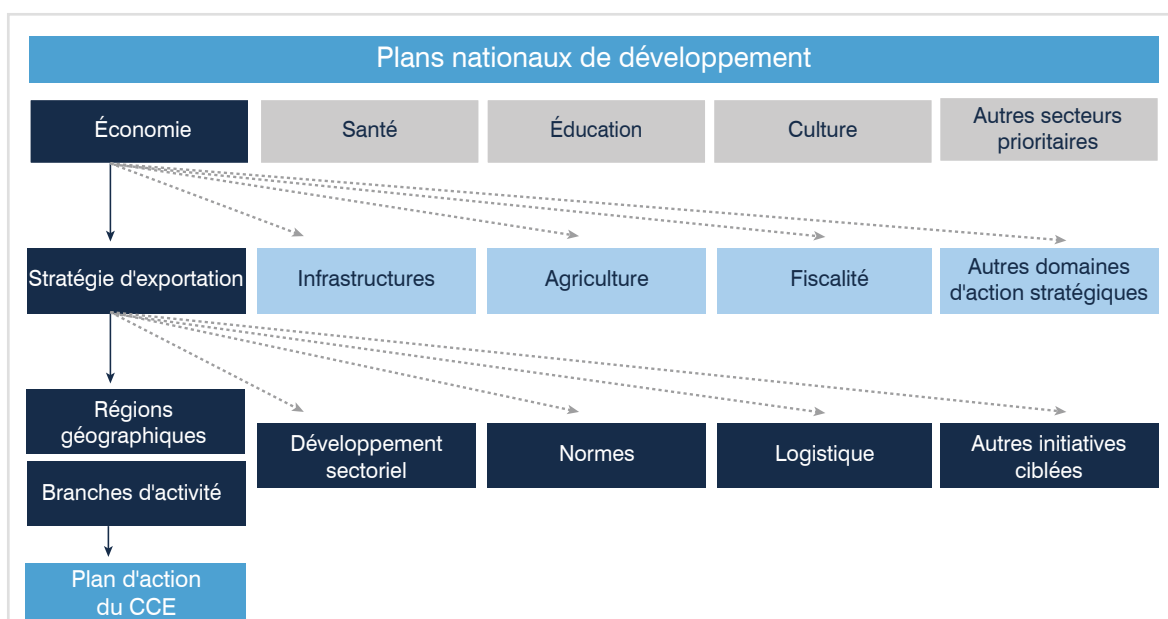 Plans nationaux de développement
Économie
Santé
Éducation
Culture
Autres secteurs
prioritaires
Stratégie d'exportation
Infrastructures
Agriculture
Fiscalité
Autres domaines
d'action stratégiques
Régions
géographiques
Branches d'activité
Développement
sectoriel
Normes
Logistique
Autres initiatives
ciblées
Plan d'action
du CCE